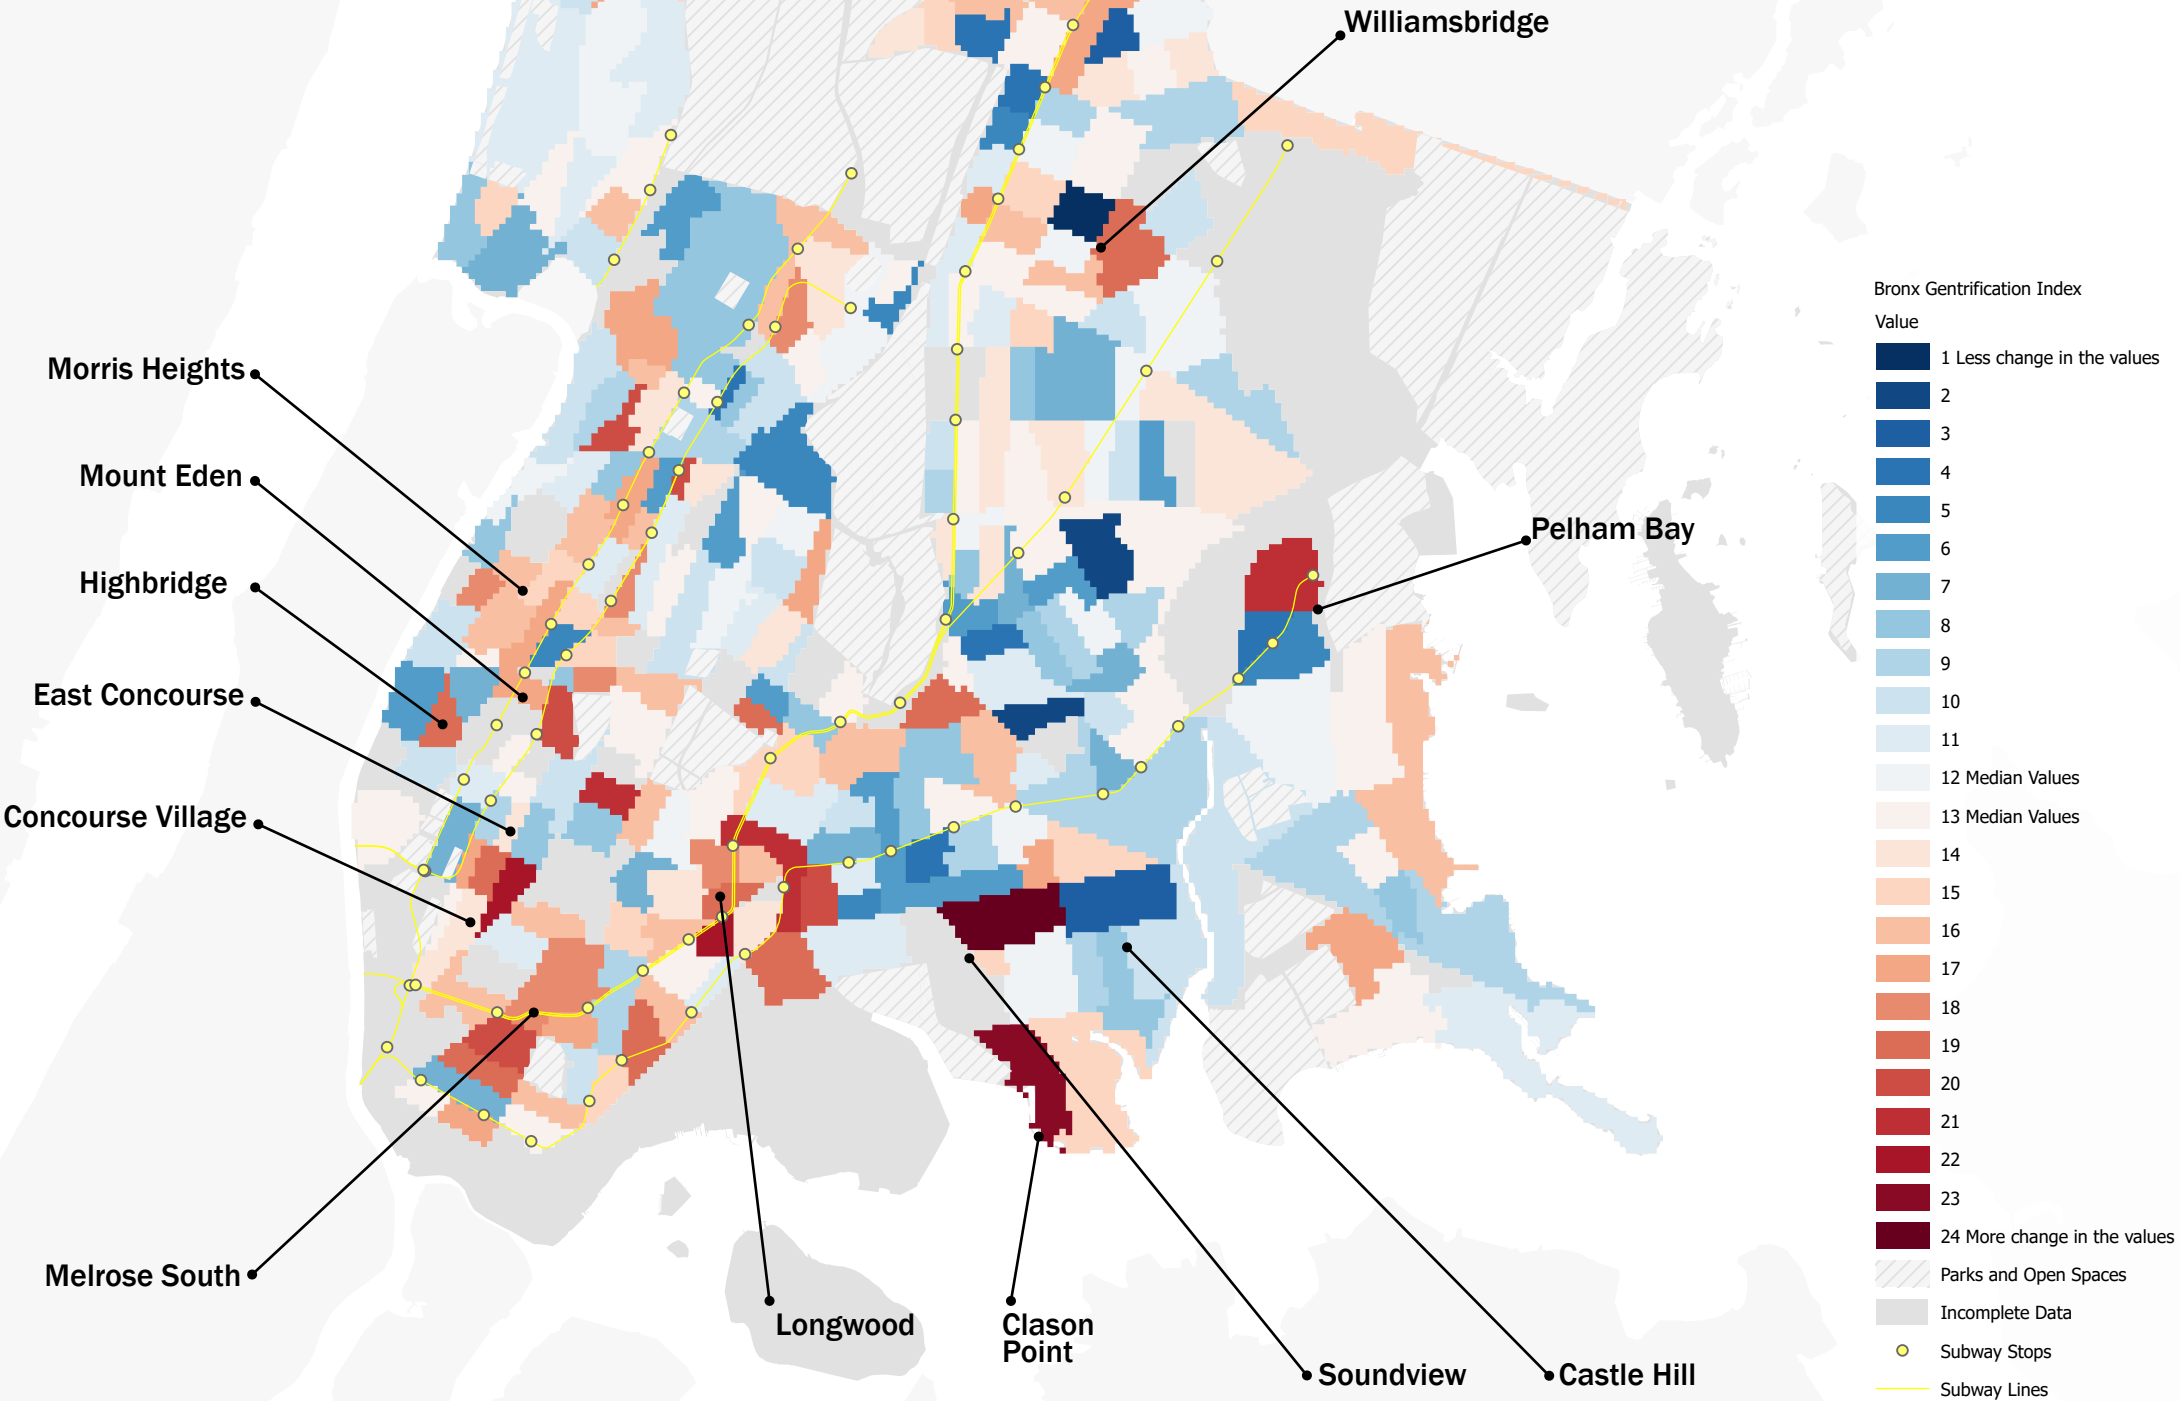 Williamsbridge
Morris Heights
Mount Eden
Highbridge
East Concourse
Concourse Village
Pelham Bay
Melrose South
Longwood
Clason
Point
Soundview
Castle Hill
Bronx Gentrification Index
Value
1 Less change in the values
2
3
4
5
6
7
8
9
10
11
12 Median Values
13 Median Values
14
15
16
17
18
19
20
21
22
23
24 More change in the values
Parks and Open Spaces
Incomplete Data
Subway Stops
Subway Lines